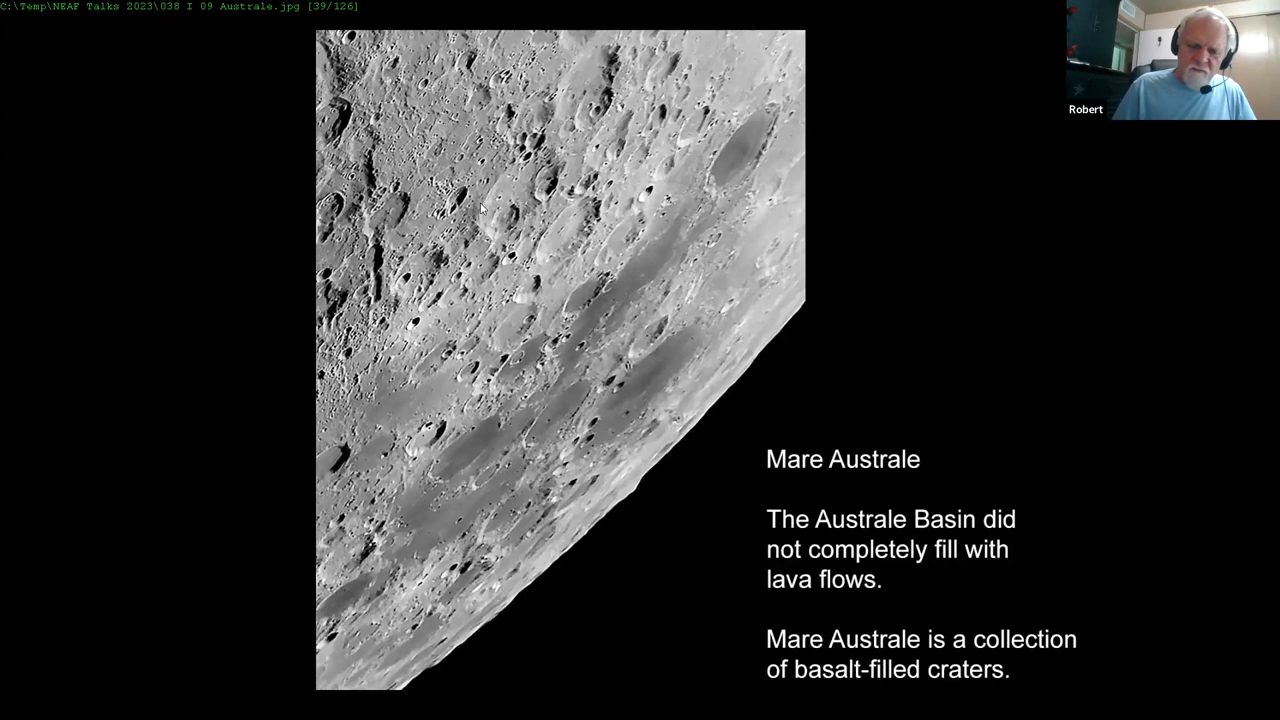 C:\Temp\NEAF Talks 2023\038 I 09 Australe.jpg [39/126]
Robert
Mare Australe
The Australe Basin did
not completely fill with
lava flows.
Mare Australe is a collection
of basalt-filled craters.